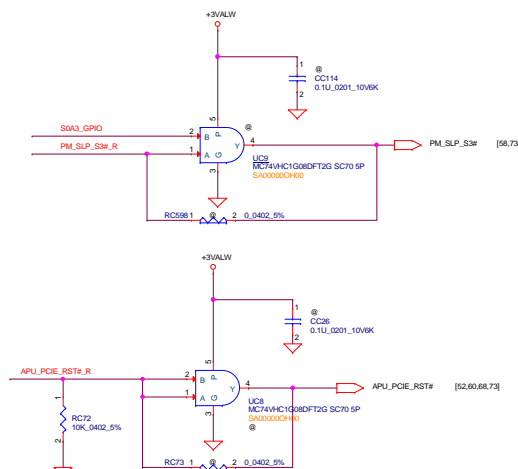 +3VALW
1
@
CC114
0.1U_0201_10V6K
2
5
@
S0A3_GPIO
2
B
P
Y
4
PM_SLP_S3#
[58,73
PM_SLP_S3#_R
1
A
G
UC9
MC74VHC1G08DFT2G SC70 5P
SA00000OH00
3
RC598 1
@
2
0_0402_5%
+3VALW
1
@
CC26
0.1U_0201_10V6K
2
5
APU_PCIE_RST#_R
2
B
P
Y
4
APU_PCIE_RST#
[52,60,68,73]
1
A
G
UC8
MC74VHC1G08DFT2G SC70 5P
SA00000OH00
@
3
1
RC72
10K_0402_5%
2
RC73
1
@
2
0_0402_5%